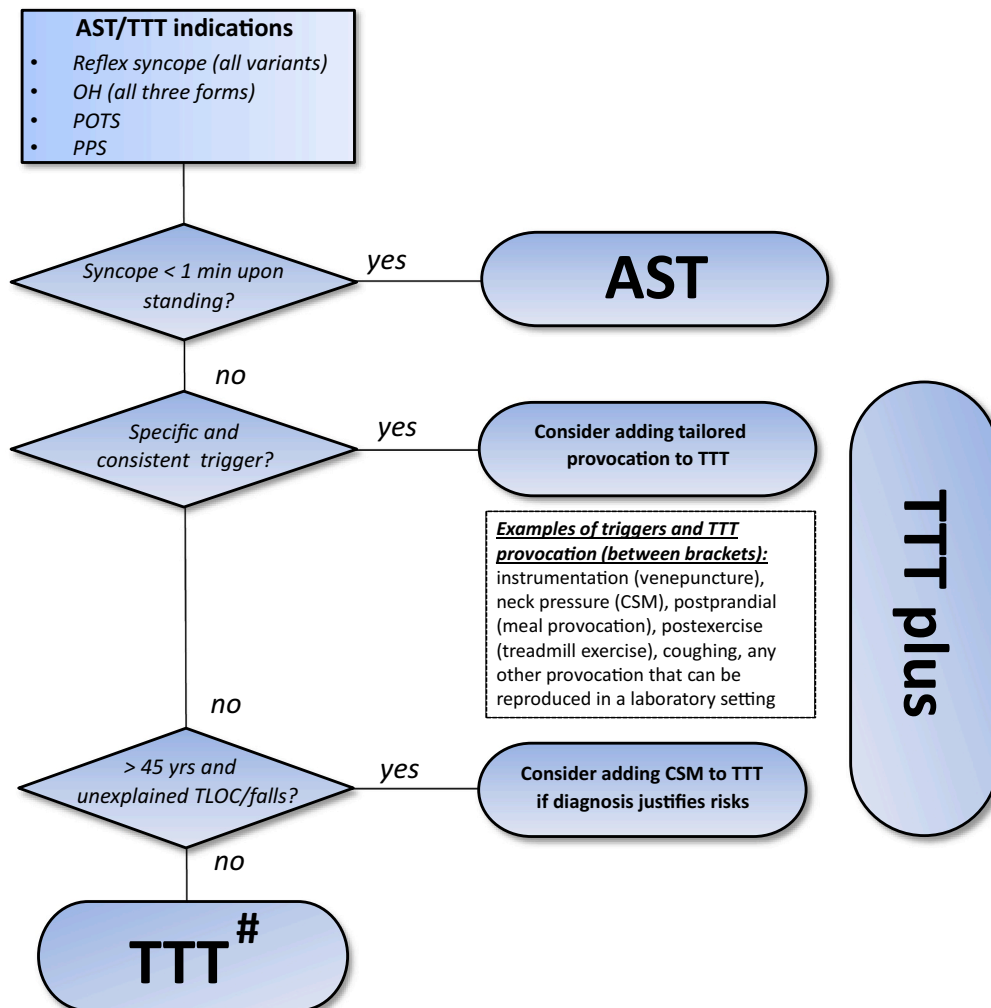 AST/TTT indications
• Reflex syncope (all variants)
• OH (all three forms)
• POTS
• PPS
Syncope < 1 min upon
standing?
yes
AST
no
Specific and
consistent trigger?
yes
Consider adding tailored
provocation to TTT
Examples of triggers and TTT
provocation (between brackets):
instrumentation (venepuncture),
neck pressure (CSM), postprandial
(meal provocation), postexercise
(treadmill exercise), coughing, any
other provocation that can be
reproduced in a laboratory setting
TTT plus
no
> 45 yrs and
unexplained TLOC/falls?
yes
Consider adding CSM to TTT
if diagnosis justifies risks
no
TTT #